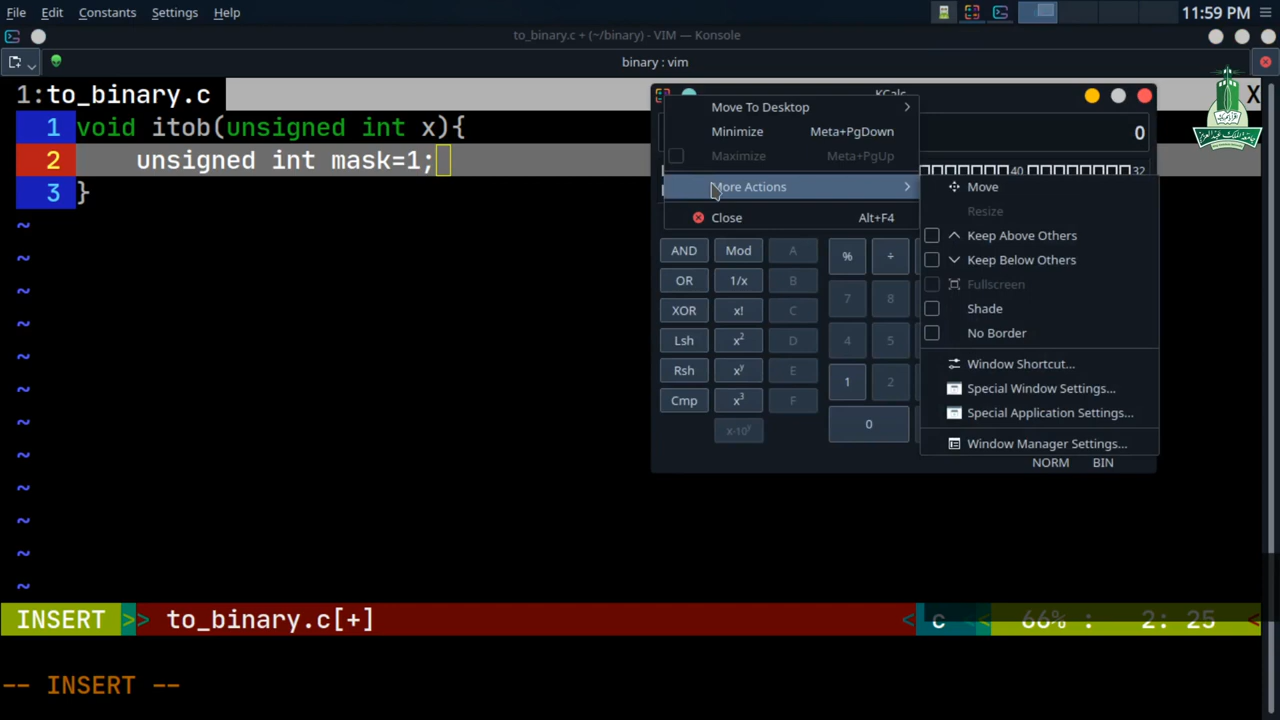 File Edit Constants Settings Help
11:59 PM
to_binary.c + (~/binary) - VIM — Konsole
binary : vim
1:to_binary.c
X
1 void itob(unsigned int x){
2 unsigned int mask=1;
3 }
~
~
~
~
~
~
~
~
~
~
~
~
KCalc
0
40
32
Move To Desktop
Minimize Meta+PgDown
Maximize Meta+PgUp
More Actions
Close Alt+F4
Move
Resize
Keep Above Others
Keep Below Others
Fullscreen
Shade
No Border
Window Shortcut...
Special Window Settings...
Special Application Settings...
Window Manager Settings...
AND Mod A % ÷
OR 1/x B
XOR x! C 7 8
Lsh x² D 4 5
Rsh xʸ E 1 2
Cmp x³ F 0
x·10ʸ
NORM BIN
INSERT >> to_binary.c[+] < c < 66% : 2: 25 <
-- INSERT --